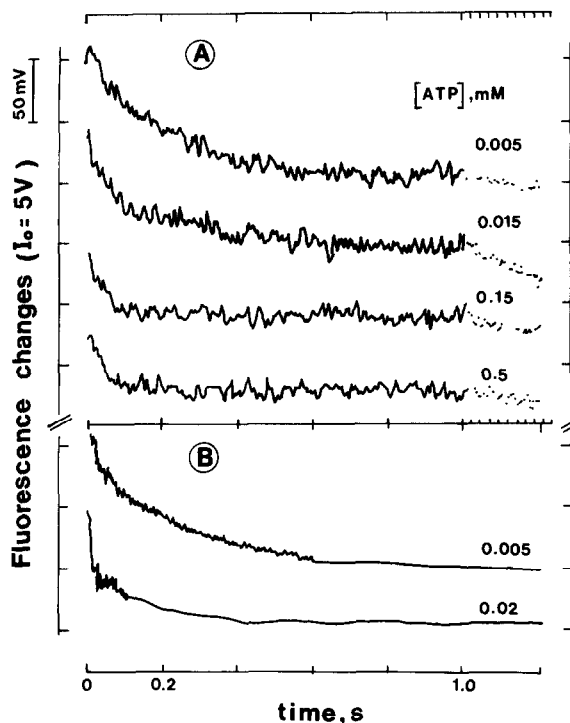 A
50 mV
[ATP], mM
0.005
0.015
0.15
0.5
Fluorescence changes (I₀ = 5V)
B
0.005
0.02
0 0.2 1.0
time, s